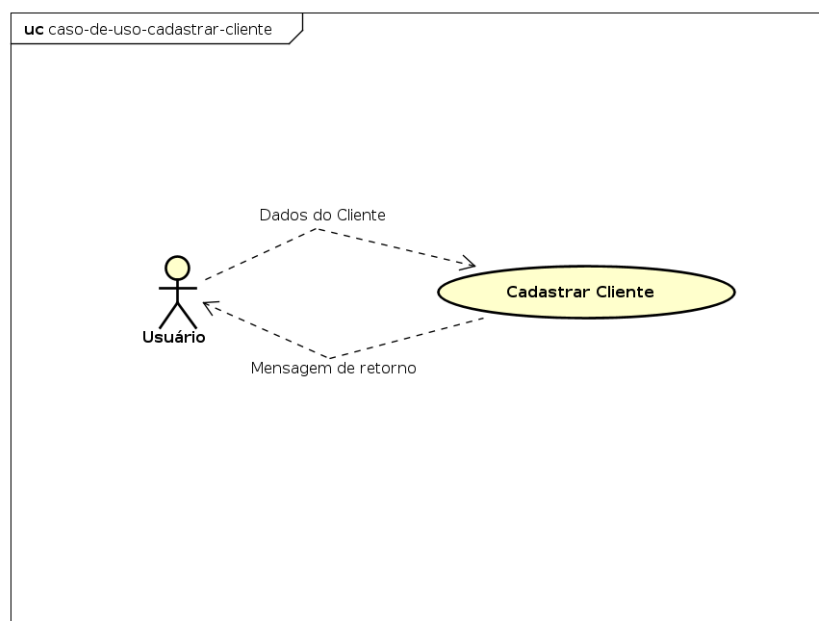 uc caso-de-uso-cadastrar-cliente
Dados do Cliente
Cadastrar Cliente
Usuário
Mensagem de retorno